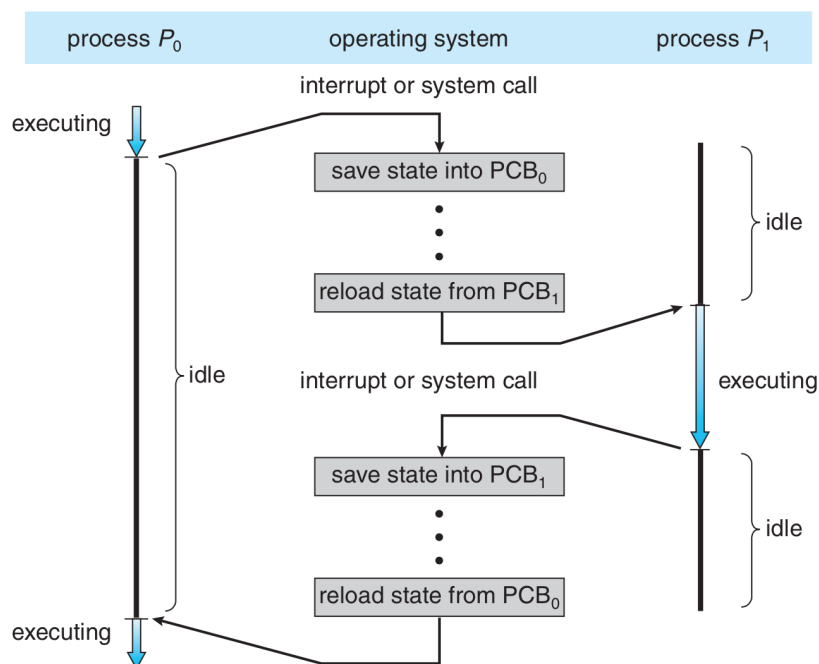 process P₀ operating system process P₁
interrupt or system call
executing
save state into PCB₀
idle
reload state from PCB₁
idle
interrupt or system call
executing
save state into PCB₁
idle
reload state from PCB₀
executing